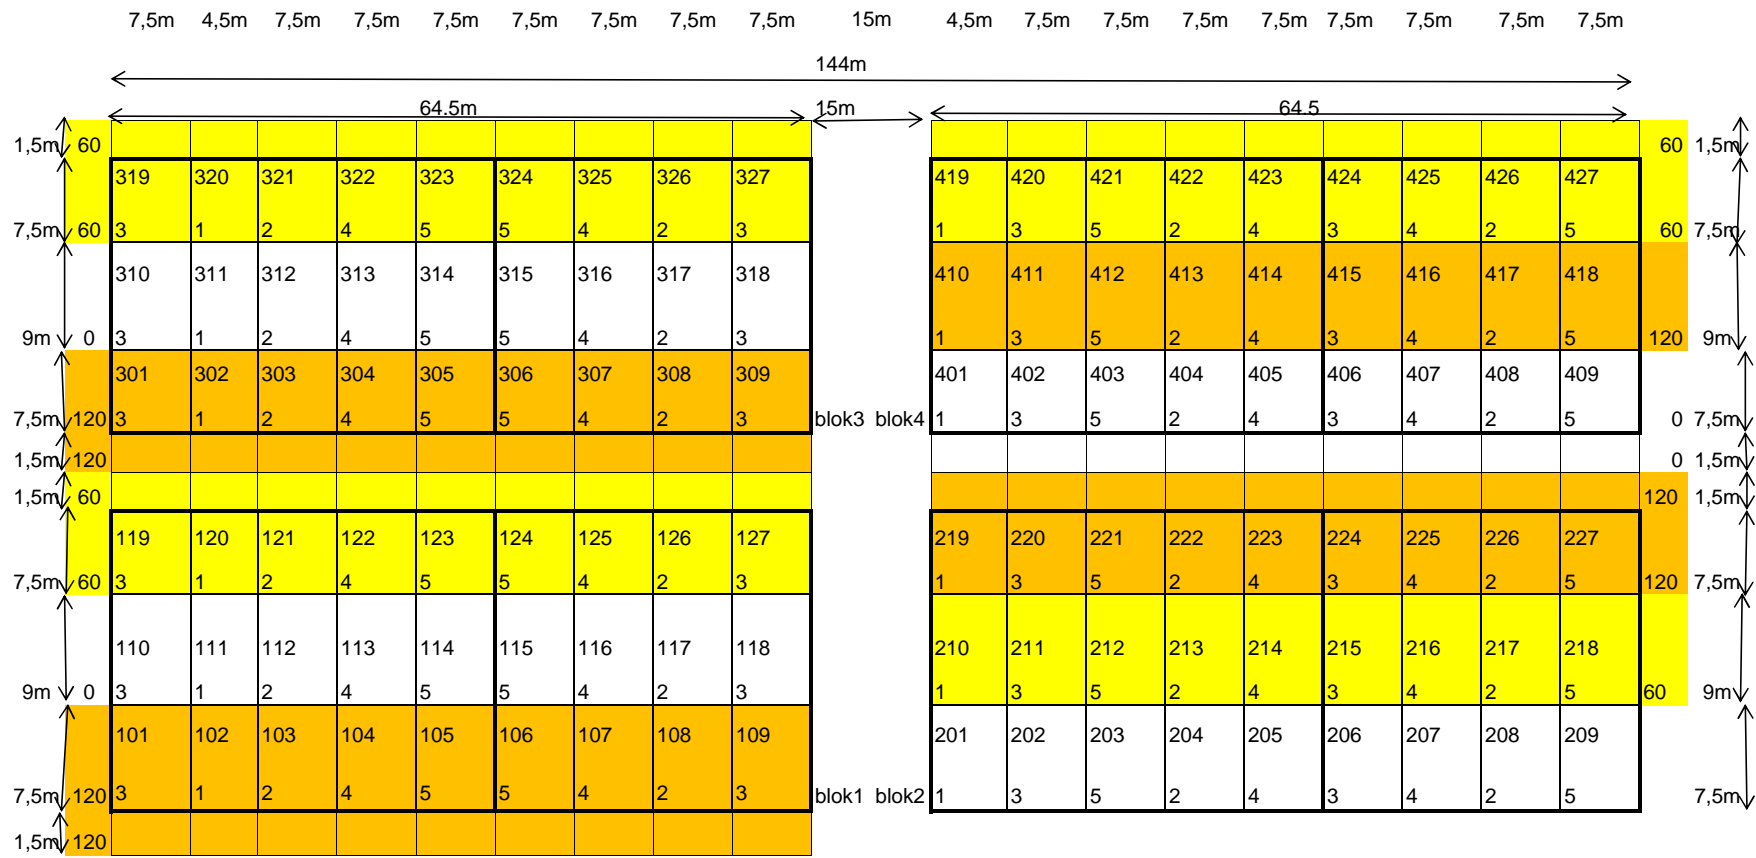 7,5m 4,5m 7,5m 7,5m 7,5m 7,5m 7,5m 7,5m 7,5m 15m 4,5m 7,5m 7,5m 7,5m 7,5m 7,5m 7,5m 7,5m 7,5m
144m
64.5m 15m 64.5
1,5m 60 60 1,5m
319 320 321 322 323 324 325 326 327 419 420 421 422 423 424 425 426 427
7,5m 60 3 1 2 4 5 5 4 2 3 1 3 5 2 4 3 4 2 5 60 7,5m
310 311 312 313 314 315 316 317 318 410 411 412 413 414 415 416 417 418
9m 0 3 1 2 4 5 5 4 2 3 1 3 5 2 4 3 4 2 5 120 9m
301 302 303 304 305 306 307 308 309 401 402 403 404 405 406 407 408 409
7,5m 120 3 1 2 4 5 5 4 2 3 blok3 blok4 1 3 5 2 4 3 4 2 5 0 7,5m
1,5m 120 0 1,5m
1,5m 60 120 1,5m
119 120 121 122 123 124 125 126 127 219 220 221 222 223 224 225 226 227
7,5m 60 3 1 2 4 5 5 4 2 3 1 3 5 2 4 3 4 2 5 120 7,5m
110 111 112 113 114 115 116 117 118 210 211 212 213 214 215 216 217 218
9m 0 3 1 2 4 5 5 4 2 3 1 3 5 2 4 3 4 2 5 60 9m
101 102 103 104 105 106 107 108 109 201 202 203 204 205 206 207 208 209
7,5m 120 3 1 2 4 5 5 4 2 3 blok1 blok2 1 3 5 2 4 3 4 2 5 7,5m
1,5m 120